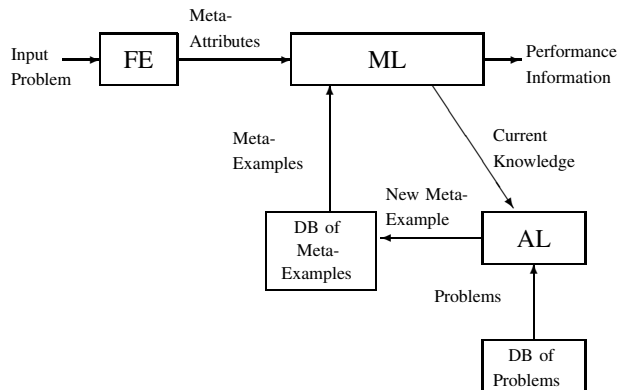 Meta-
Attributes
Input
Problem
FE
ML
Performance
Information
Meta-
Examples
Current
Knowledge
New Meta-
Example
DB of
Meta-
Examples
AL
Problems
DB of
Problems